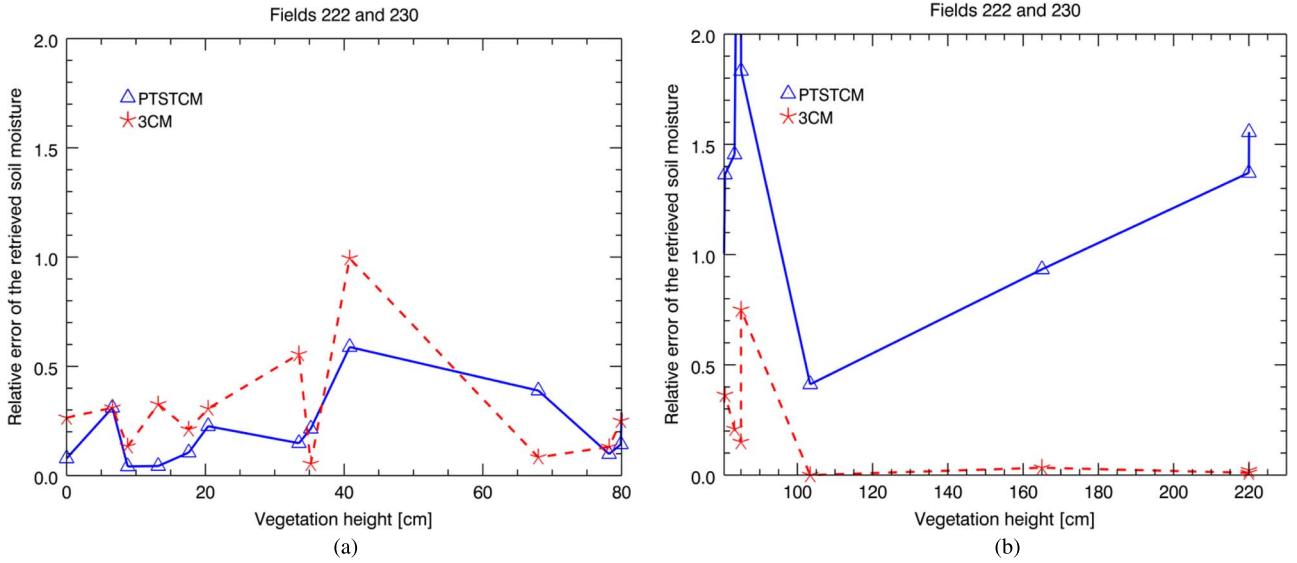 Fields 222 and 230
Relative error of the retrieved soil moisture
2.0
1.5
1.0
0.5
0.0
PTSTCM
3CM
0 20 40 60 80
Vegetation height [cm]
(a)
Fields 222 and 230
Relative error of the retrieved soil moisture
2.0
1.5
1.0
0.5
0.0
PTSTCM
3CM
100 120 140 160 180 200 220
Vegetation height [cm]
(b)